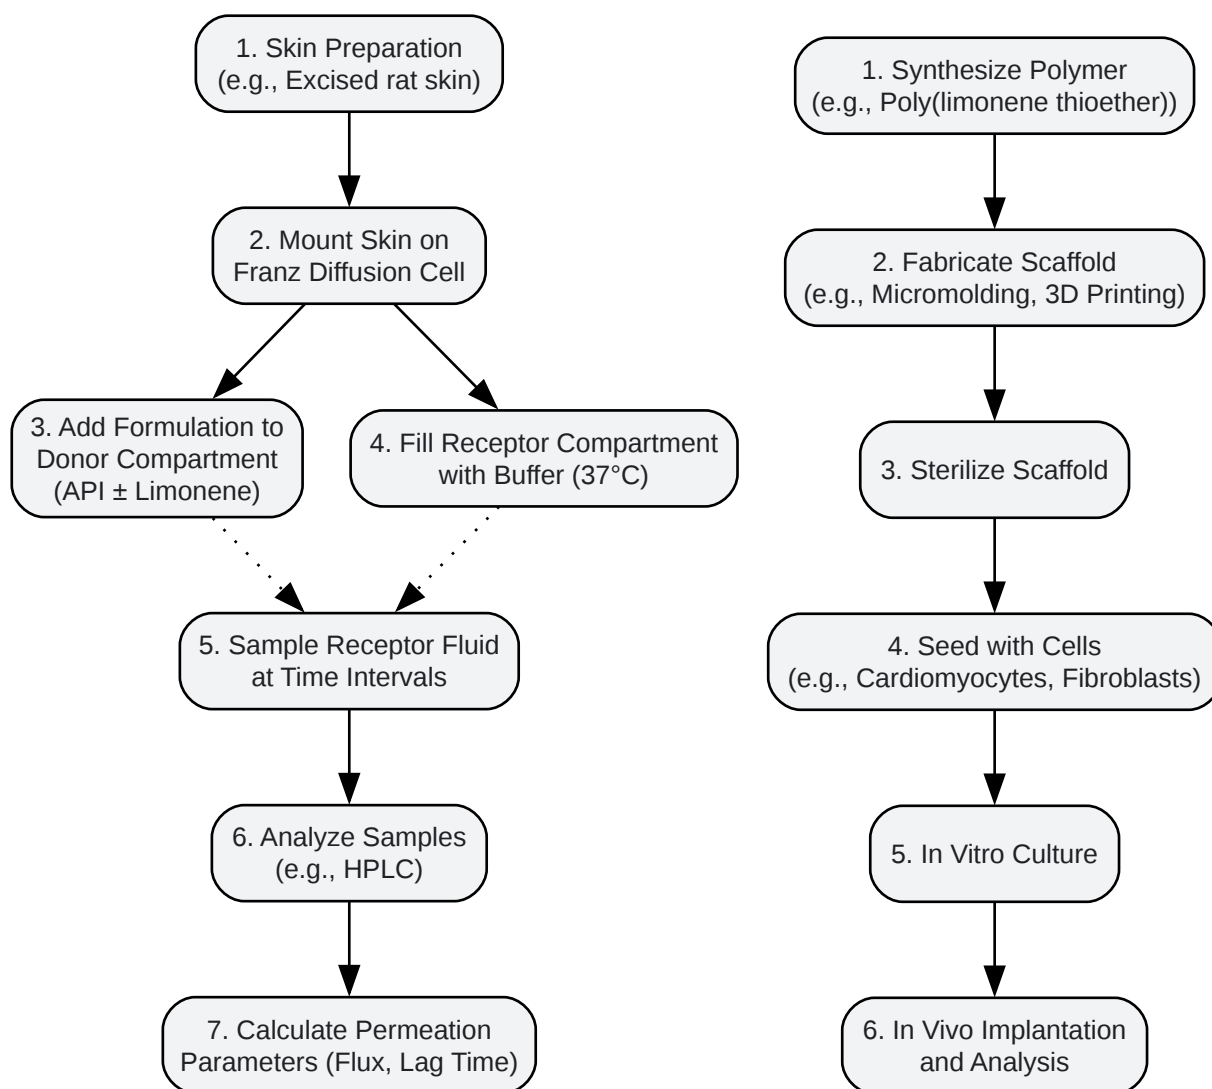 1. Skin Preparation
(e.g., Excised rat skin)
2. Mount Skin on
Franz Diffusion Cell
3. Add Formulation to
Donor Compartment
(API ± Limonene)
4. Fill Receptor Compartment
with Buffer (37°C)
5. Sample Receptor Fluid
at Time Intervals
6. Analyze Samples
(e.g., HPLC)
7. Calculate Permeation
Parameters (Flux, Lag Time)
1. Synthesize Polymer
(e.g., Poly(limonene thioether))
2. Fabricate Scaffold
(e.g., Micromolding, 3D Printing)
3. Sterilize Scaffold
4. Seed with Cells
(e.g., Cardiomyocytes, Fibroblasts)
5. In Vitro Culture
6. In Vivo Implantation
and Analysis